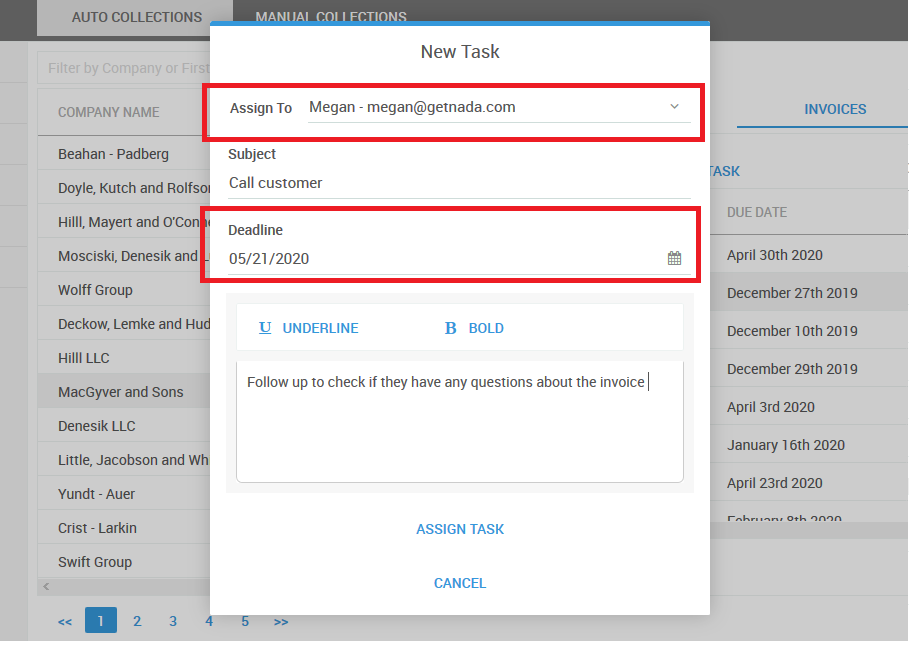 AUTO COLLECTIONS
MANUAL COLLECTIONS
Filter by Company or First
COMPANY NAME
Beahan - Padberg
Doyle, Kutch and Rolfson
Hilll, Mayert and O'Conne
Mosciski, Denesik and L
Wolff Group
Deckow, Lemke and Hud
Hilll LLC
MacGyver and Sons
Denesik LLC
Little, Jacobson and Wh
Yundt - Auer
Crist - Larkin
Swift Group
<< 1 2 3 4 5 >>
New Task
Assign To Megan - megan@getnada.com
Subject
Call customer
Deadline
05/21/2020
U UNDERLINE B BOLD
Follow up to check if they have any questions about the invoice
ASSIGN TASK
CANCEL
INVOICES
TASK
DUE DATE
April 30th 2020
December 27th 2019
December 10th 2019
December 29th 2019
April 3rd 2020
January 16th 2020
April 23rd 2020
February 8th 2020